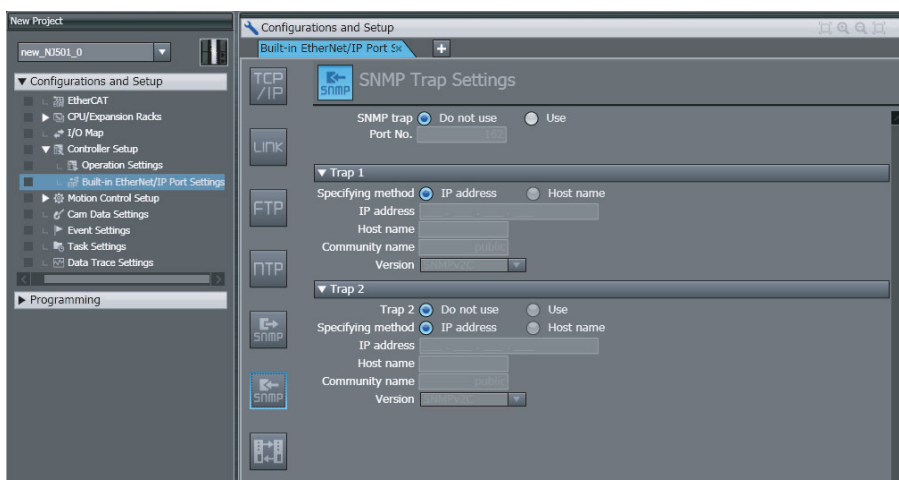 New Project
new_NJ501_0
Configurations and Setup
EtherCAT
CPU/Expansion Racks
I/O Map
Controller Setup
Operation Settings
Built-in EtherNet/IP Port Settings
Motion Control Setup
Cam Data Settings
Event Settings
Task Settings
Data Trace Settings
Programming
Configurations and Setup
Built-in EtherNet/IP Port S
TCP
/IP
LINK
FTP
NTP
SNMP
SNMP
SNMP
SNMP Trap Settings
SNMP trap Do not use Use
Port No. 162
Trap 1
Specifying method IP address Host name
IP address
Host name
Community name public
Version SNMPv2C
Trap 2
Trap 2 Do not use Use
Specifying method IP address Host name
IP address
Host name
Community name public
Version SNMPv2C